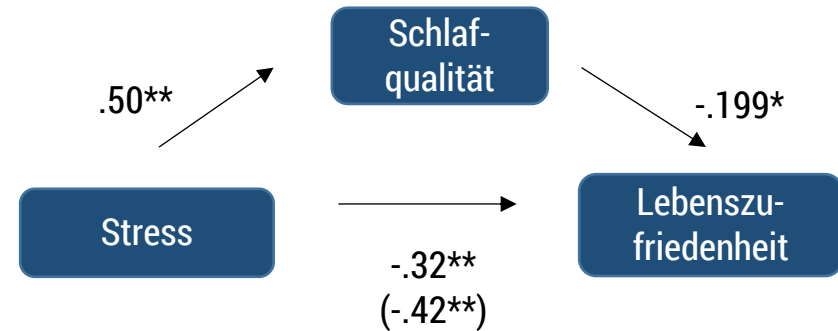 Schlaf-
qualität
.50**
-.199*
Stress
Lebenszu-
friedenheit
-.32**
(-.42**)